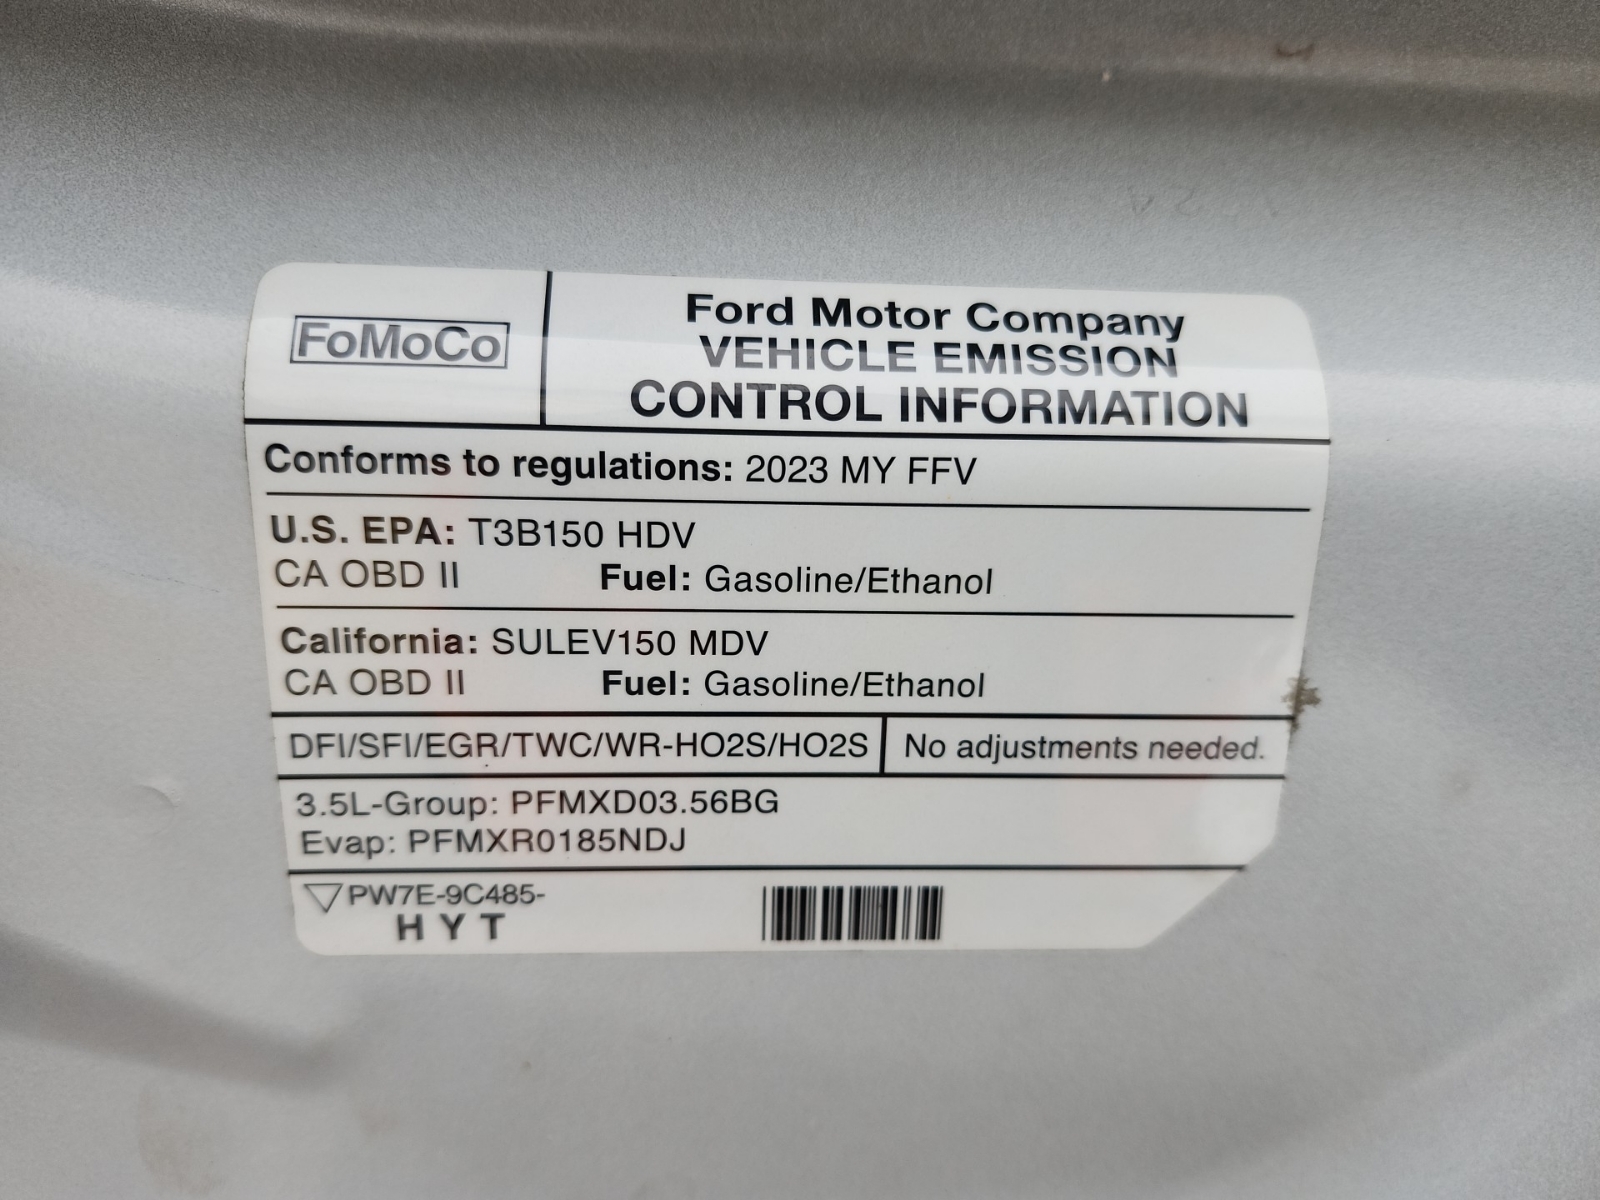 FoMoCo
Ford Motor Company
VEHICLE EMISSION
CONTROL INFORMATION
Conforms to regulations: 2023 MY FFV
U.S. EPA: T3B150 HDV
CA OBD II Fuel: Gasoline/Ethanol
California: SULEV150 MDV
CA OBD II Fuel: Gasoline/Ethanol
DFI/SFI/EGR/TWC/WR-HO2S/HO2S No adjustments needed.
3.5L-Group: PFMXD03.56BG
Evap: PFMXR0185NDJ
PW7E-9C485-
HYT